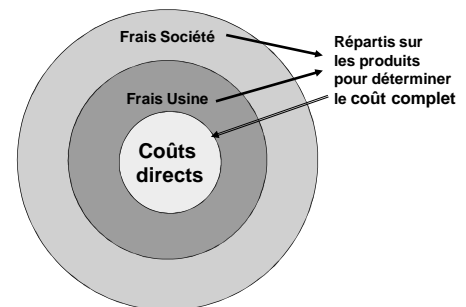 Frais Société
Frais Usine
Coûts
directs
Répartis sur
les produits
pour déterminer
le coût complet